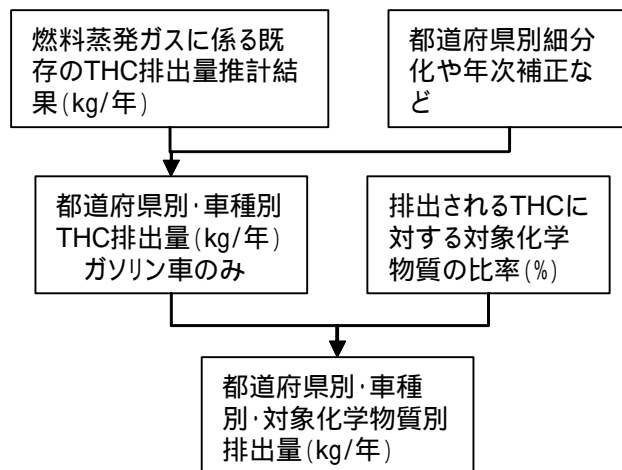 燃料蒸発ガスに係る既
存のTHC排出量推計結
果(kg/年)
都道府県別細分
化や年次補正な
ど
都道府県別･車種別
THC排出量(kg/年)
ガソリン車のみ
排出されるTHCに
対する対象化学
物質の比率(%)
都道府県別･車種
別･対象化学物質別
排出量(kg/年)